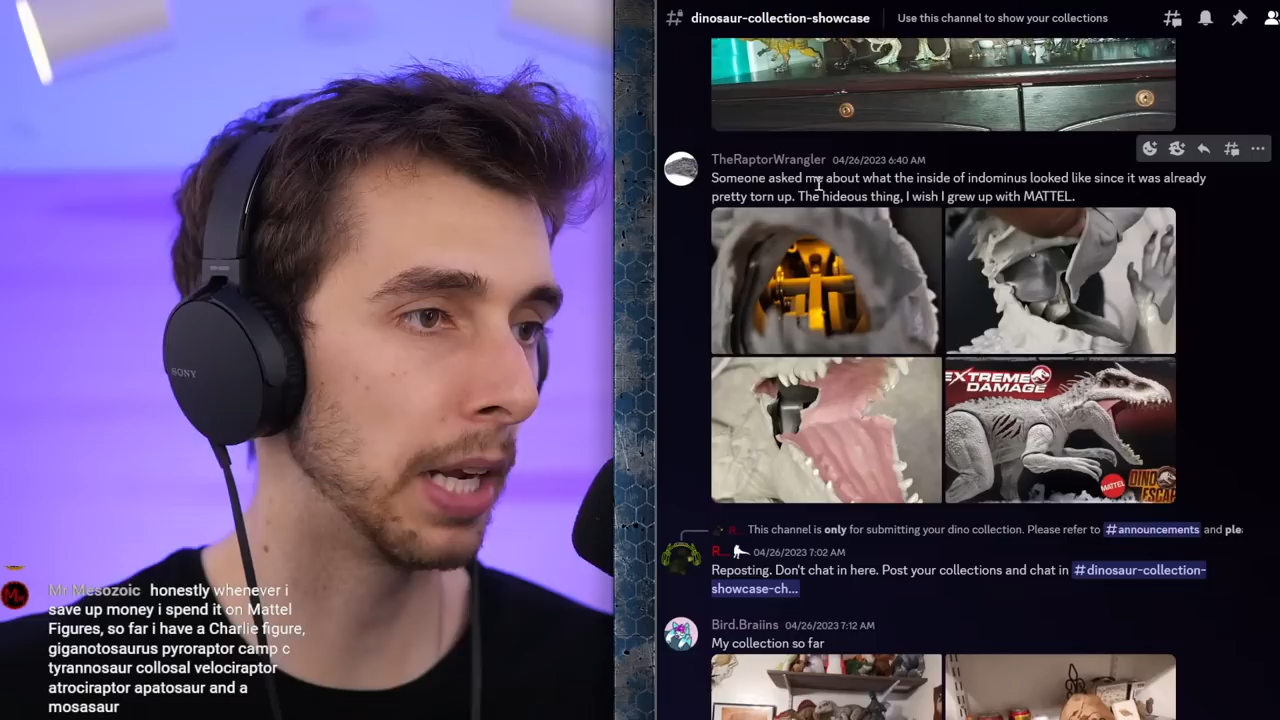 dinosaur-collection-showcase
Use this channel to show your collections
TheRaptorWrangler 04/26/2023 6:40 AM
Someone asked me about what the inside of indominus looked like since it was already
pretty torn up. The hideous thing, I wish I grew up with MATTEL.
EXTREME
DAMAGE
MATTEL
DINO
ESCAP
This channel is only for submitting your dino collection. Please refer to #announcements and ple
R... 04/26/2023 7:02 AM
Reposting. Don't chat in here. Post your collections and chat in #dinosaur-collection-
showcase-ch...
Bird.Braiins 04/26/2023 7:12 AM
My collection so far
SONY
Mr Mesozoic honestly whenever i
save up money i spend it on Mattel
Figures, so far i have a Charlie figure,
giganotosaurus pyroraptor camp c
tyrannosaur collosal velociraptor
atrociraptor apatosaur and a
mosasaur